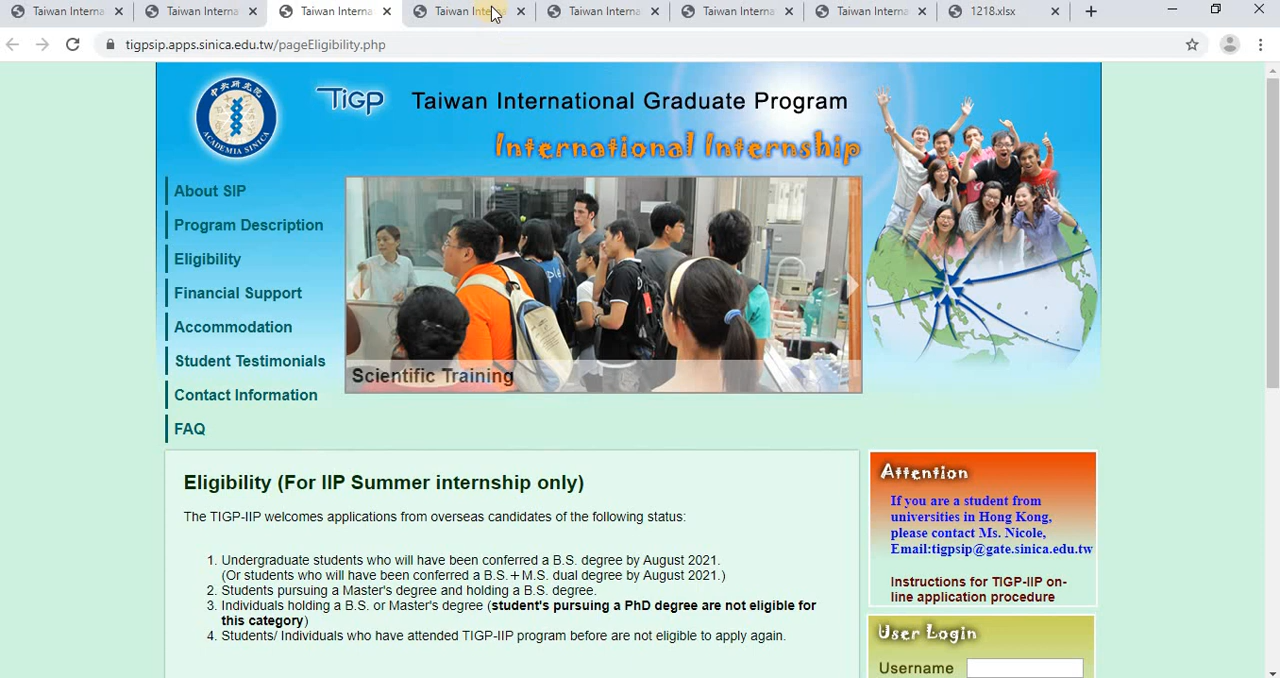 Taiwan Interna
Taiwan Interna
Taiwan Interna
Taiwan Interna
Taiwan Interna
Taiwan Interna
Taiwan Interna
1218.xlsx
tigpsip.apps.sinica.edu.tw/pageEligibility.php
中央研究院
ACADEMIA SINICA
TiGP
Taiwan International Graduate Program
International Internship
About SIP
Program Description
Eligibility
Financial Support
Accommodation
Student Testimonials
Contact Information
FAQ
Scientific Training
Eligibility (For IIP Summer internship only)
The TIGP-IIP welcomes applications from overseas candidates of the following status:
1. Undergraduate students who will have been conferred a B.S. degree by August 2021.
(Or students who will have been conferred a B.S.+M.S. dual degree by August 2021.)
2. Students pursuing a Master's degree and holding a B.S. degree.
3. Individuals holding a B.S. or Master's degree (student's pursuing a PhD degree are not eligible for
this category)
4. Students/ Individuals who have attended TIGP-IIP program before are not eligible to apply again.
Attention
If you are a student from
universities in Hong Kong,
please contact Ms. Nicole,
Email:tigpsip@gate.sinica.edu.tw
Instructions for TIGP-IIP on-
line application procedure
User Login
Username